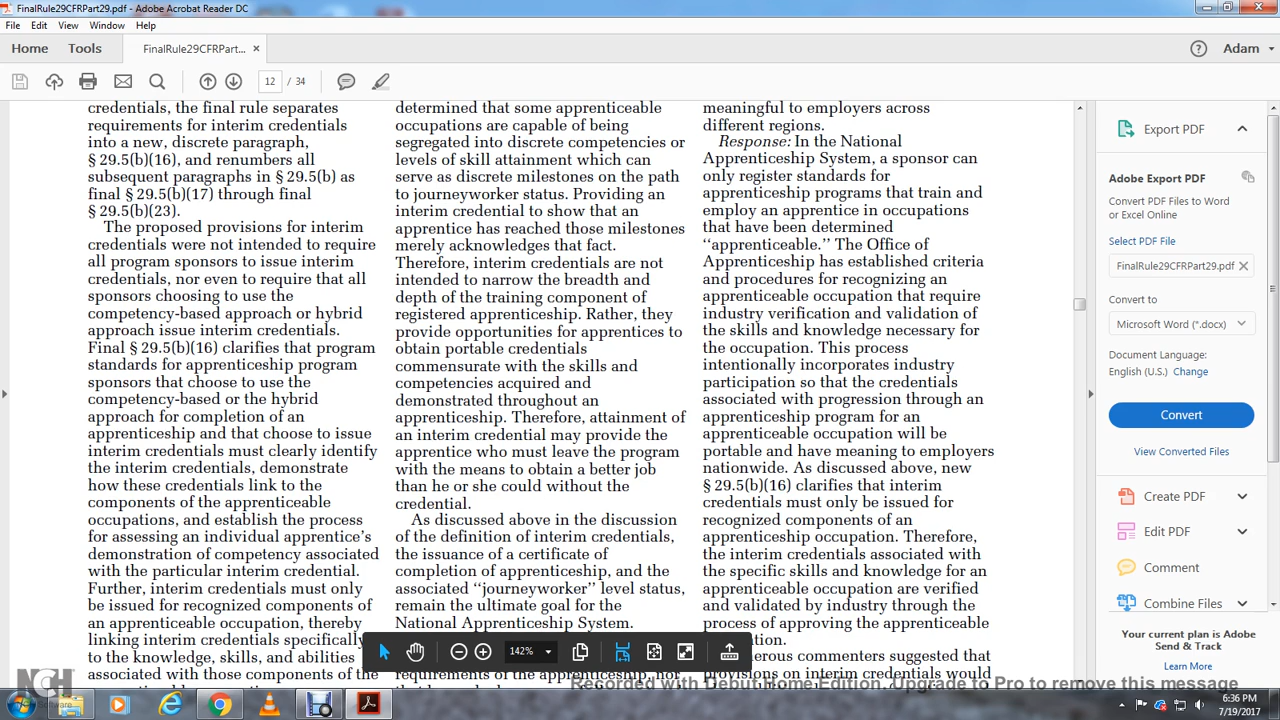 FinalRule29CFRPart29.pdf - Adobe Acrobat Reader DC
File Edit View Window Help
Home Tools FinalRule29CFRPart... × Adam
12 / 34
credentials, the final rule separates
requirements for interim credentials
into a new, discrete paragraph,
§ 29.5(b)(16), and renumbers all
subsequent paragraphs in § 29.5(b) as
final § 29.5(b)(17) through final
§ 29.5(b)(23).
The proposed provisions for interim
credentials were not intended to require
all program sponsors to issue interim
credentials, nor even to require that all
sponsors choosing to use the
competency-based approach or hybrid
approach issue interim credentials.
Final § 29.5(b)(16) clarifies that program
standards for apprenticeship program
sponsors that choose to use the
competency-based or the hybrid
approach for completion of an
apprenticeship and that choose to issue
interim credentials must clearly identify
the interim credentials, demonstrate
how these credentials link to the
components of the apprenticeable
occupations, and establish the process
for assessing an individual apprentice's
demonstration of competency associated
with the particular interim credential.
Further, interim credentials must only
be issued for recognized components of
an apprenticeable occupation, thereby
linking interim credentials specifically
to the knowledge, skills, and abilities
associated with those components of the
determined that some apprenticeable
occupations are capable of being
segregated into discrete competencies or
levels of skill attainment which can
serve as discrete milestones on the path
to journeyworker status. Providing an
interim credential to show that an
apprentice has reached those milestones
merely acknowledges that fact.
Therefore, interim credentials are not
intended to narrow the breadth and
depth of the training component of
registered apprenticeship. Rather, they
provide opportunities for apprentices to
obtain portable credentials
commensurate with the skills and
competencies acquired and
demonstrated throughout an
apprenticeship. Therefore, attainment of
an interim credential may provide the
apprentice who must leave the program
with the means to obtain a better job
than he or she could without the
credential.
As discussed above in the discussion
of the definition of interim credentials,
the issuance of a certificate of
completion of apprenticeship, and the
associated ‘‘journeyworker’’ level status,
remain the ultimate goal for the
National Apprenticeship System.
requirements of the apprenticeship, nor
meaningful to employers across
different regions.
Response: In the National
Apprenticeship System, a sponsor can
only register standards for
apprenticeship programs that train and
employ an apprentice in occupations
that have been determined
‘‘apprenticeable.’’ The Office of
Apprenticeship has established criteria
and procedures for recognizing an
apprenticeable occupation that require
industry verification and validation of
the skills and knowledge necessary for
the occupation. This process
intentionally incorporates industry
participation so that the credentials
associated with progression through an
apprenticeship program for an
apprenticeable occupation will be
portable and have meaning to employers
nationwide. As discussed above, new
§ 29.5(b)(16) clarifies that interim
credentials must only be issued for
recognized components of an
apprenticeship occupation. Therefore,
the interim credentials associated with
the specific skills and knowledge for an
apprenticeable occupation are verified
and validated by industry through the
process of approving the apprenticeable
commenters suggested that
provisions on interim credentials would
142%
Export PDF
Adobe Export PDF
Convert PDF Files to Word
or Excel Online
Select PDF File
FinalRule29CFRPart29.pdf ×
Convert to
Microsoft Word (*.docx)
Document Language:
English (U.S.) Change
Convert
View Converted Files
Create PDF
Edit PDF
Comment
Combine Files
Your current plan is Adobe
Send & Track
Learn More
NCH
Software
Recorded with Debut Home Edition. Upgrade to Pro to remove this message
6:36 PM
7/19/2017